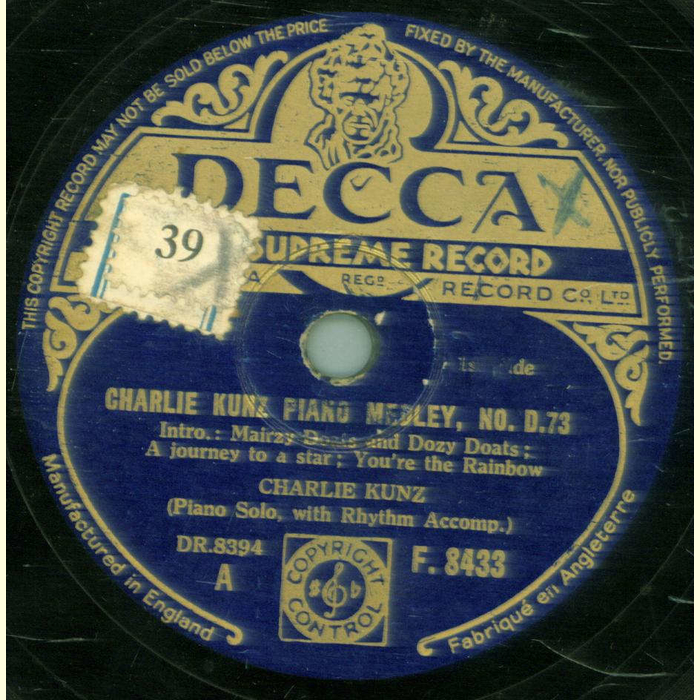 THIS COPYRIGHT RECORD MAY NOT BE SOLD BELOW THE PRICE FIXED BY THE MANUFACTURER, NOR PUBLICLY PERFORMED.
DECCA
39
SUPREME RECORD
REGD.
RECORD CO. LTD
CHARLIE KUNZ PIANO MEDLEY, NO. D.73
Intro.: Mairzy Doats and Dozy Doats;
A journey to a star; You're the Rainbow
CHARLIE KUNZ
(Piano Solo, with Rhythm Accomp.)
DR.8394
A
F. 8433
COPYRIGHT
CONTROL
Manufactured in England
Fabriqué en Angleterre